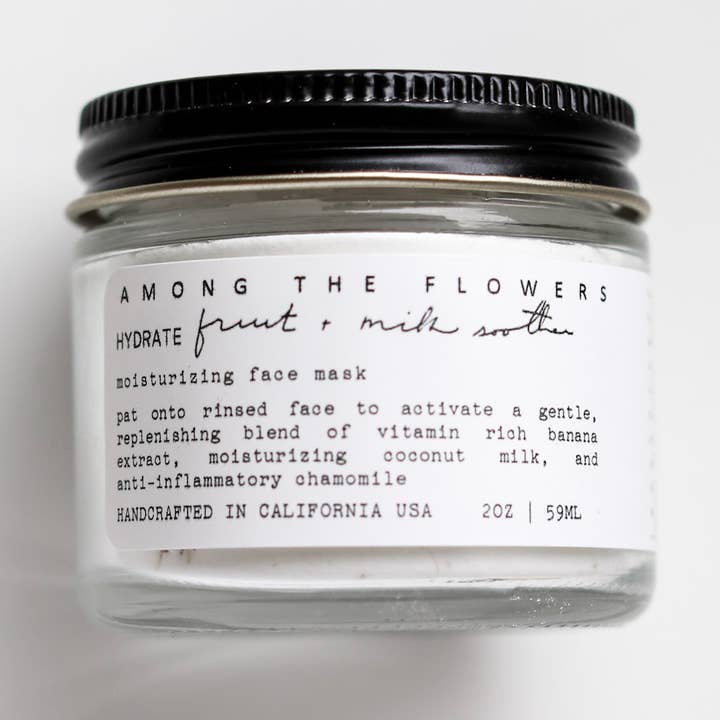 AMONG THE FLOWERS
HYDRATE fruit + milk soother
moisturizing face mask
pat onto rinsed face to activate a gentle,
replenishing blend of vitamin rich banana
extract, moisturizing coconut milk, and
anti-inflammatory chamomile
HANDCRAFTED IN CALIFORNIA USA 2OZ | 59ML